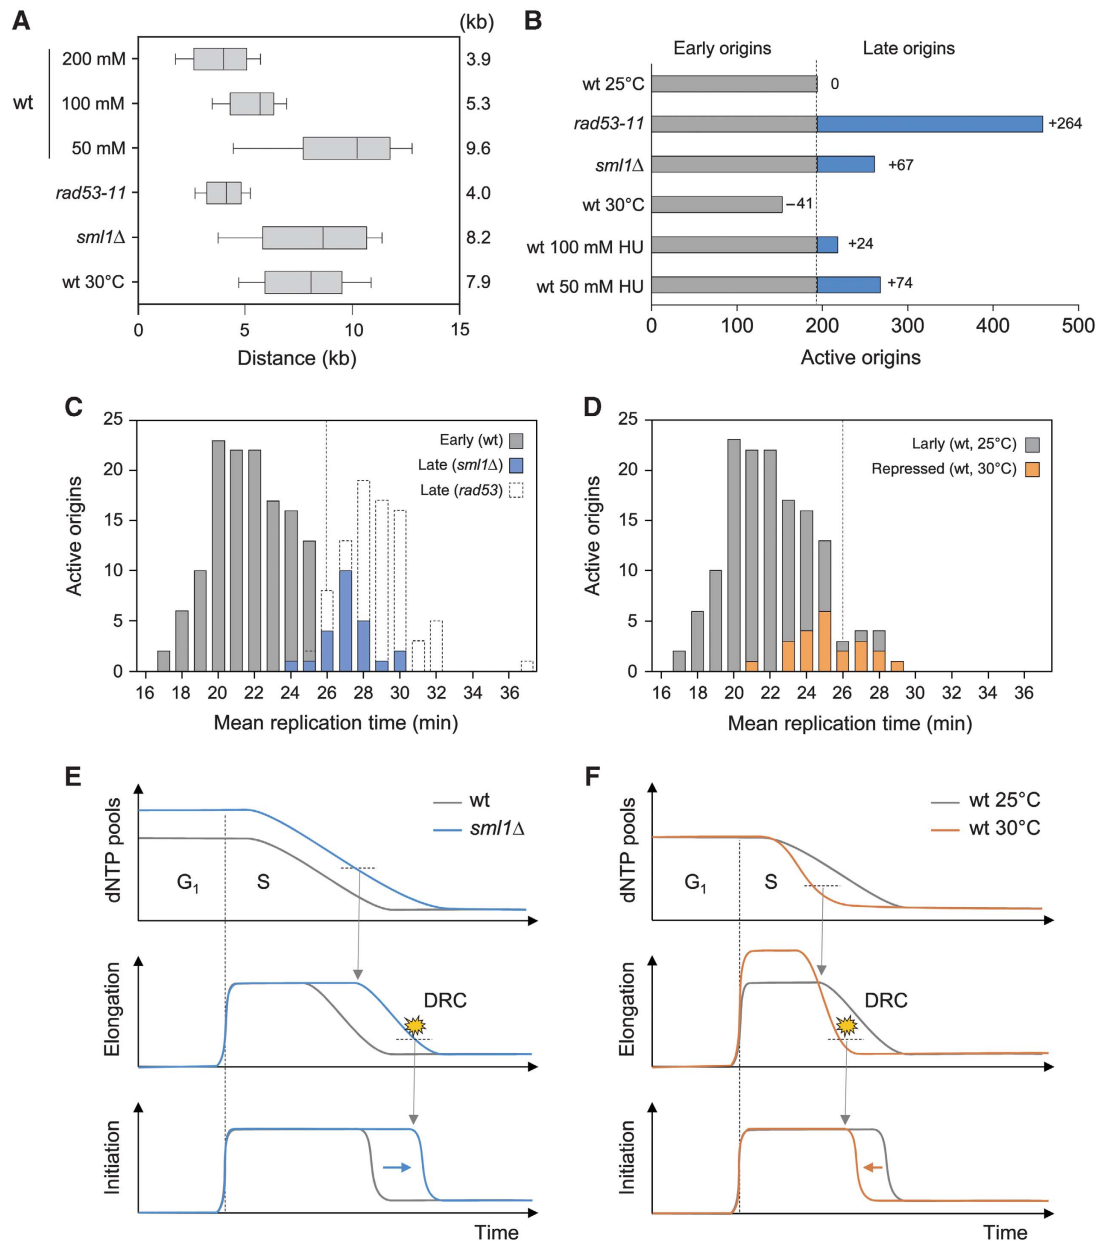 A
(kb)
200 mM
3.9
wt
100 mM
5.3
50 mM
9.6
rad53-11
4.0
sml1Δ
8.2
wt 30°C
7.9
0
5
10
15
Distance (kb)
B
Early origins
Late origins
wt 25°C
0
rad53-11
+264
sml1Δ
+67
wt 30°C
–41
wt 100 mM HU
+24
wt 50 mM HU
+74
0
100
200
300
400
500
Active origins
C
25
20
15
10
5
0
Active origins
Early (wt)
Late (sml1Δ)
Late (rad53)
16
18
20
22
24
26
28
30
32
34
36
Mean replication time (min)
D
25
20
15
10
5
0
Active origins
Larly (wt, 25°C)
Repressed (wt, 30°C)
16
18
20
22
24
26
28
30
32
34
36
Mean replication time (min)
E
dNTP pools
wt
sml1Δ
G1
S
Elongation
DRC
Initiation
Time
F
dNTP pools
wt 25°C
wt 30°C
G1
S
Elongation
DRC
Initiation
Time